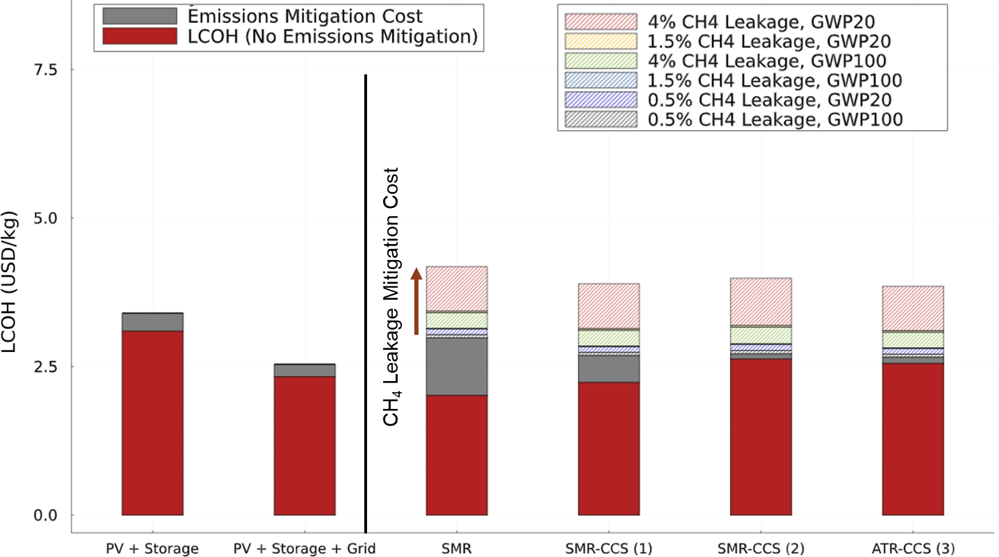 Émissions Mitigation Cost
LCOH (No Emissions Mitigation)
4% CH4 Leakage, GWP20
1.5% CH4 Leakage, GWP20
4% CH4 Leakage, GWP100
1.5% CH4 Leakage, GWP100
0.5% CH4 Leakage, GWP20
0.5% CH4 Leakage, GWP100
LCOH (USD/kg)
7.5
5.0
2.5
0.0
CH₄ Leakage Mitigation Cost
PV + Storage
PV + Storage + Grid
SMR
SMR-CCS (1)
SMR-CCS (2)
ATR-CCS (3)